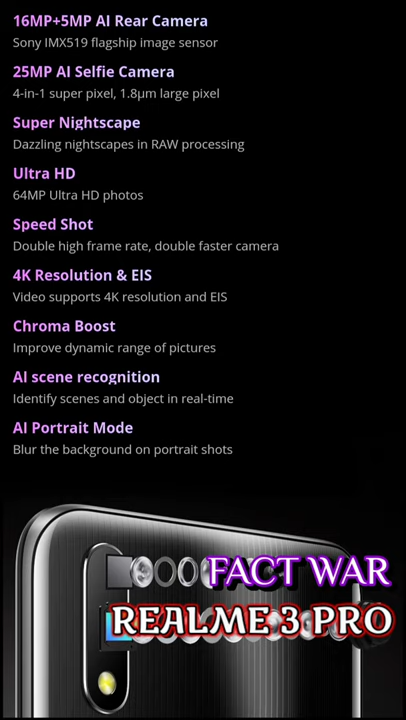 16MP+5MP AI Rear Camera
Sony IMX519 flagship image sensor
25MP AI Selfie Camera
4-in-1 super pixel, 1.8μm large pixel
Super Nightscape
Dazzling nightscapes in RAW processing
Ultra HD
64MP Ultra HD photos
Speed Shot
Double high frame rate, double faster camera
4K Resolution & EIS
Video supports 4K resolution and EIS
Chroma Boost
Improve dynamic range of pictures
AI scene recognition
Identify scenes and object in real-time
AI Portrait Mode
Blur the background on portrait shots
FACT WAR
REALME 3 PRO